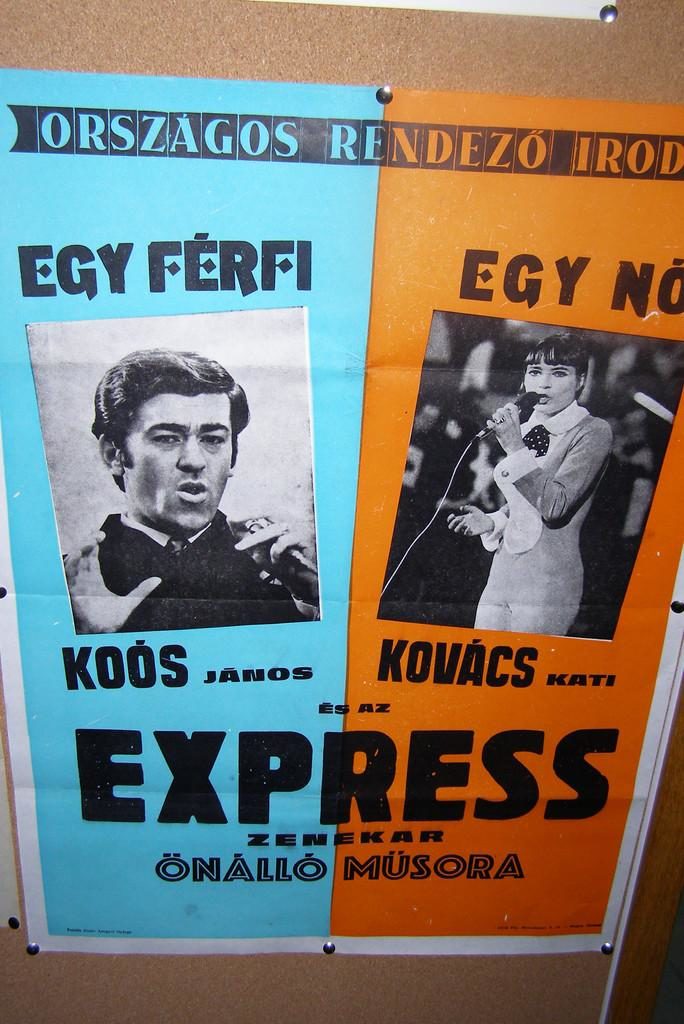 ORSZÁGOS RENDEZŐ IROD
EGY FÉRFI
EGY NŐ
KOÓS JÁNOS
KOVÁCS KATI
ÉS AZ
EXPRESS
ZENEKAR
ÖNÁLLÓ MŰSORA